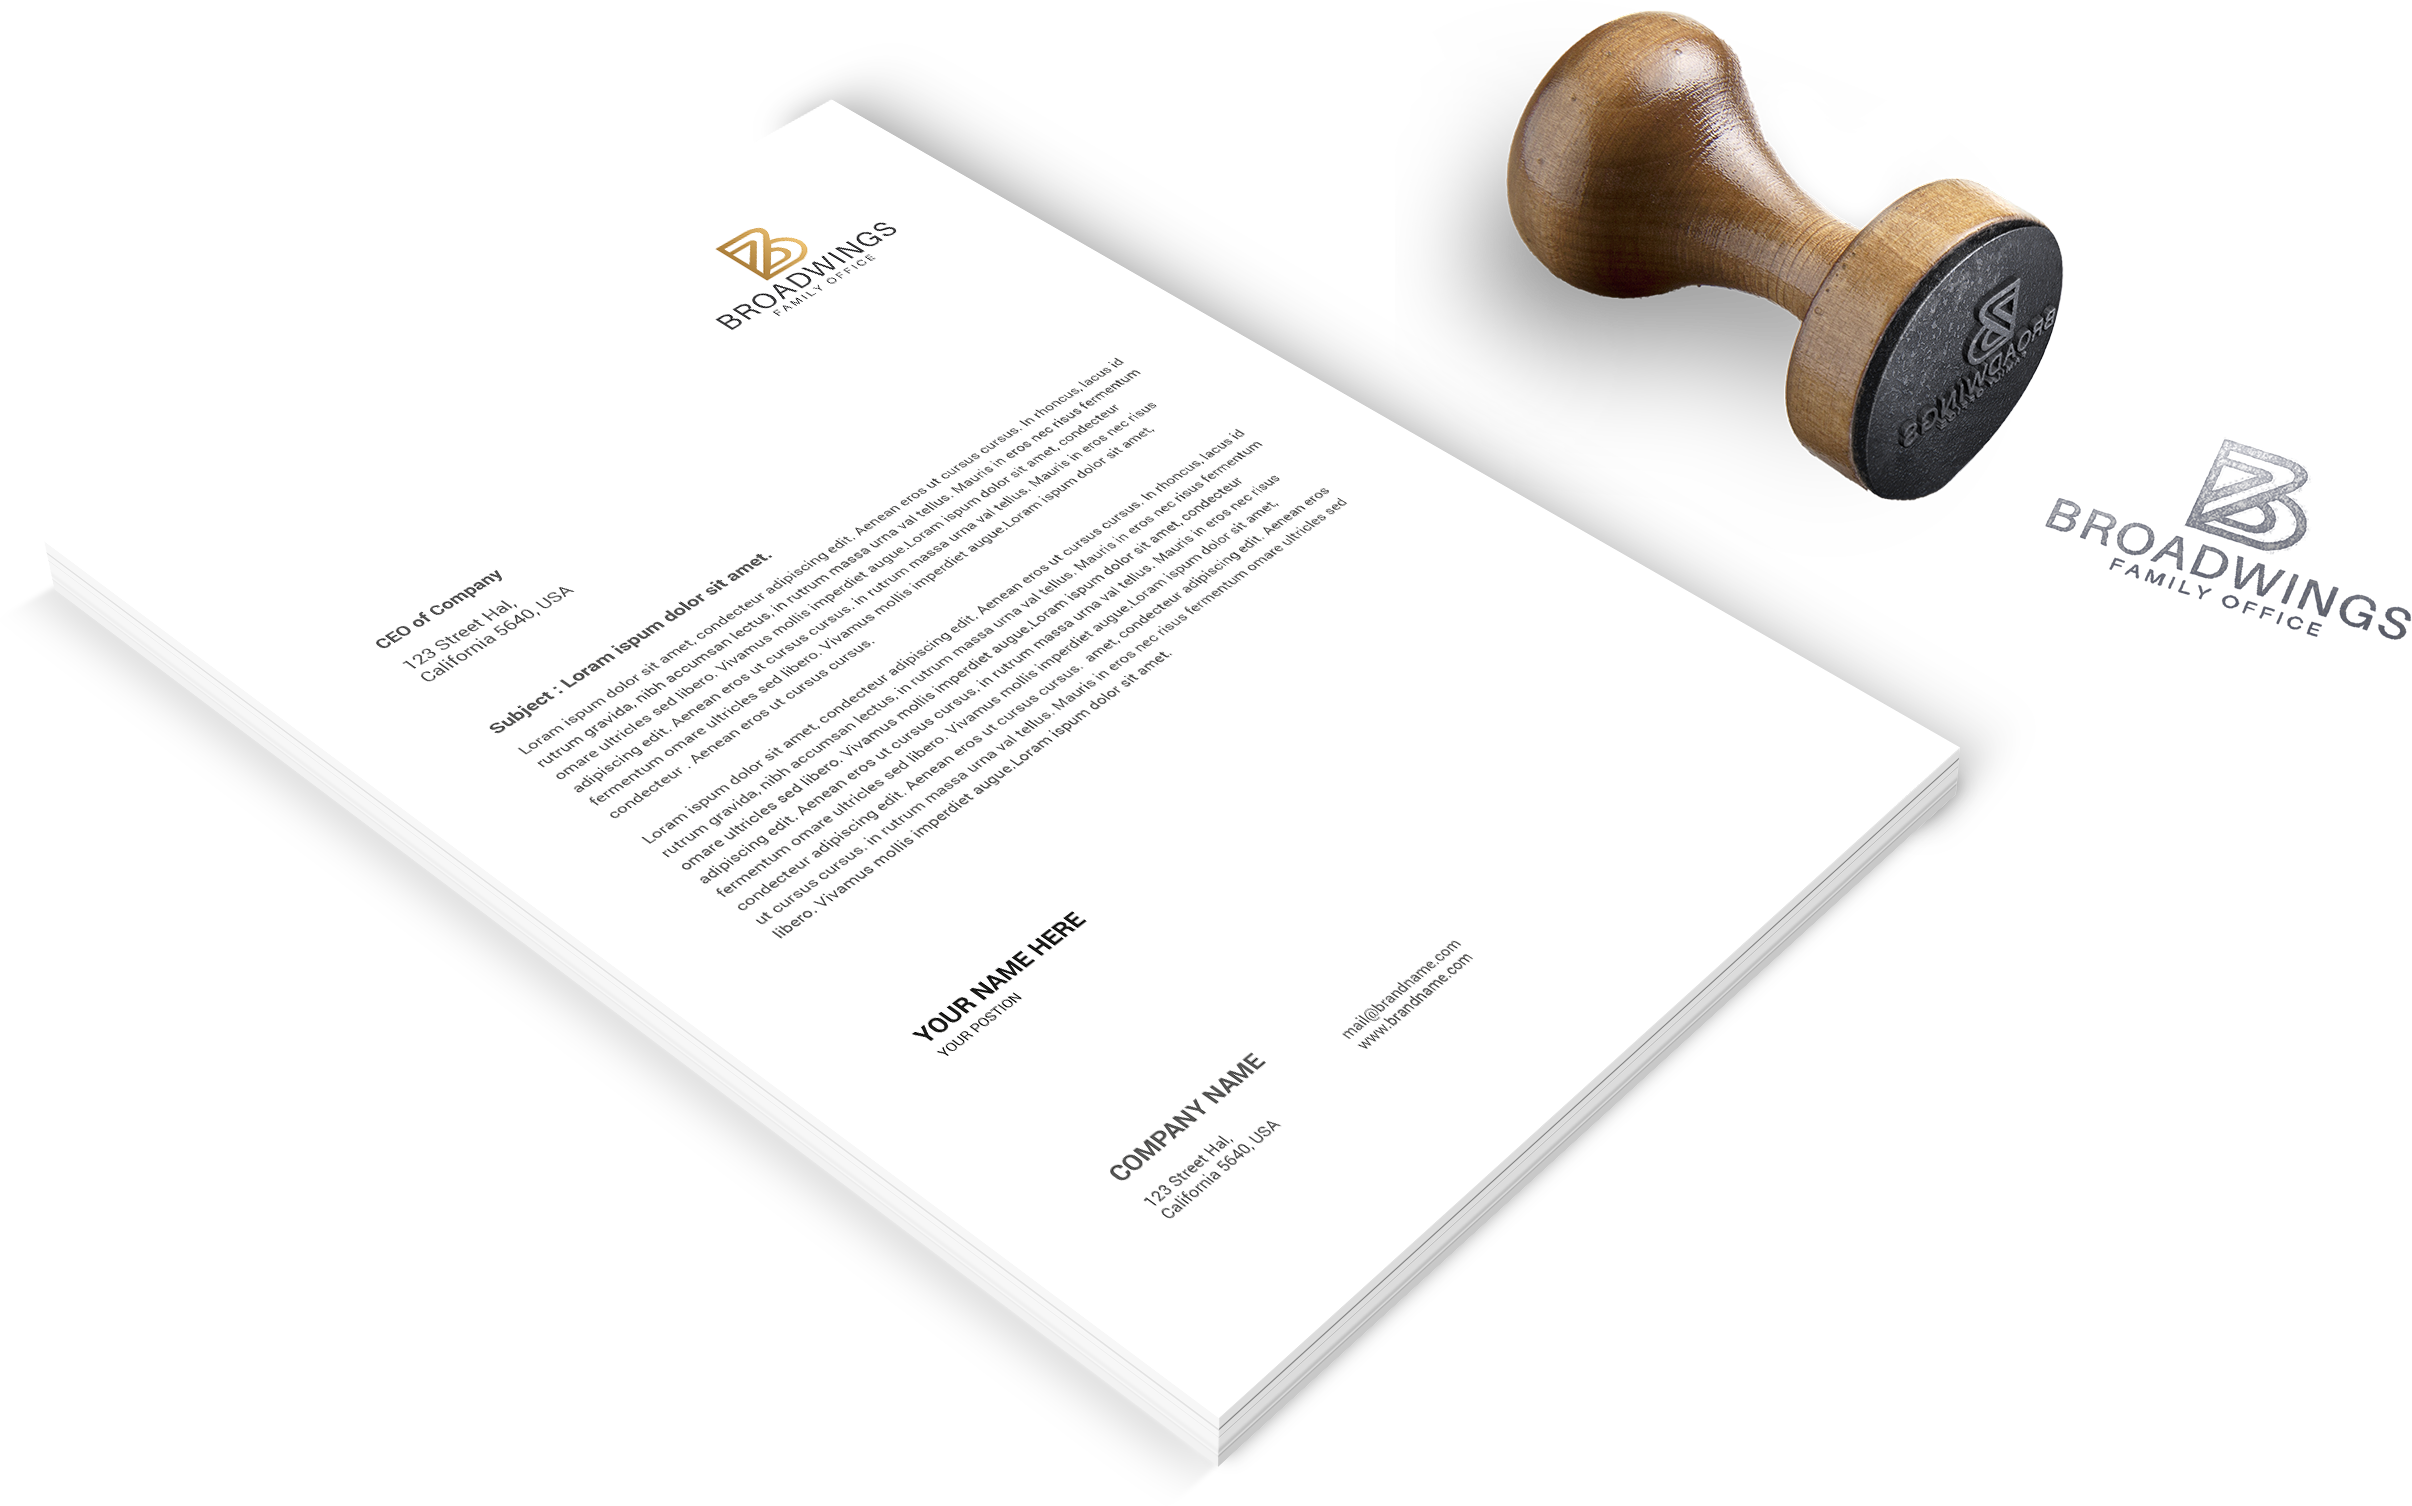 BROADWINGS
FAMILY OFFICE
CEO of Company
123 Street Hal,
California 5640, USA
Subject : Loram ispum dolor sit amet.
Loram ispum dolor sit amet, condecteur adipiscing edit. Aenean eros ut cursus cursus. In rhoncus, lacus id
rutrum gravida, nibh accumsan lectus, in rutrum massa urna val tellus. Mauris in eros nec risus fermentum
omare ultricles sed libero. Vivamus mollis imperdiet augue.Loram ispum dolor sit amet, condecteur
adipiscing edit. Aenean eros ut cursus cursus. in rutrum massa urna val tellus. Mauris in eros nec risus
fermentum omare ultricles sed libero. Vivamus mollis imperdiet augue.Loram ispum dolor sit amet,
condecteur . Aenean eros ut cursus cursus.
Loram ispum dolor sit amet, condecteur adipiscing edit. Aenean eros ut cursus cursus. In rhoncus, lacus id
rutrum gravida, nibh accumsan lectus, in rutrum massa urna val tellus. Mauris in eros nec risus fermentum
omare ultricles sed libero. Vivamus mollis imperdiet augue.Loram ispum dolor sit amet, condecteur
adipiscing edit. Aenean eros ut cursus cursus. in rutrum massa urna val tellus. Mauris in eros nec risus
fermentum omare ultricles sed libero. Vivamus mollis imperdiet augue.Loram ispum dolor sit amet,
condecteur adipiscing edit. Aenean eros ut cursus cursus.  amet, condecteur adipiscing edit. Aenean eros
ut cursus cursus. in rutrum massa urna val tellus. Mauris in eros nec risus fermentum omare ultricles sed
libero. Vivamus mollis imperdiet augue.Loram ispum dolor sit amet.
YOUR NAME HERE
YOUR POSTION
COMPANY NAME
123 Street Hal,
California 5640, USA
mail@brandname.com
www.brandname.com
BROADWINGS
BROADWINGS
FAMILY OFFICE